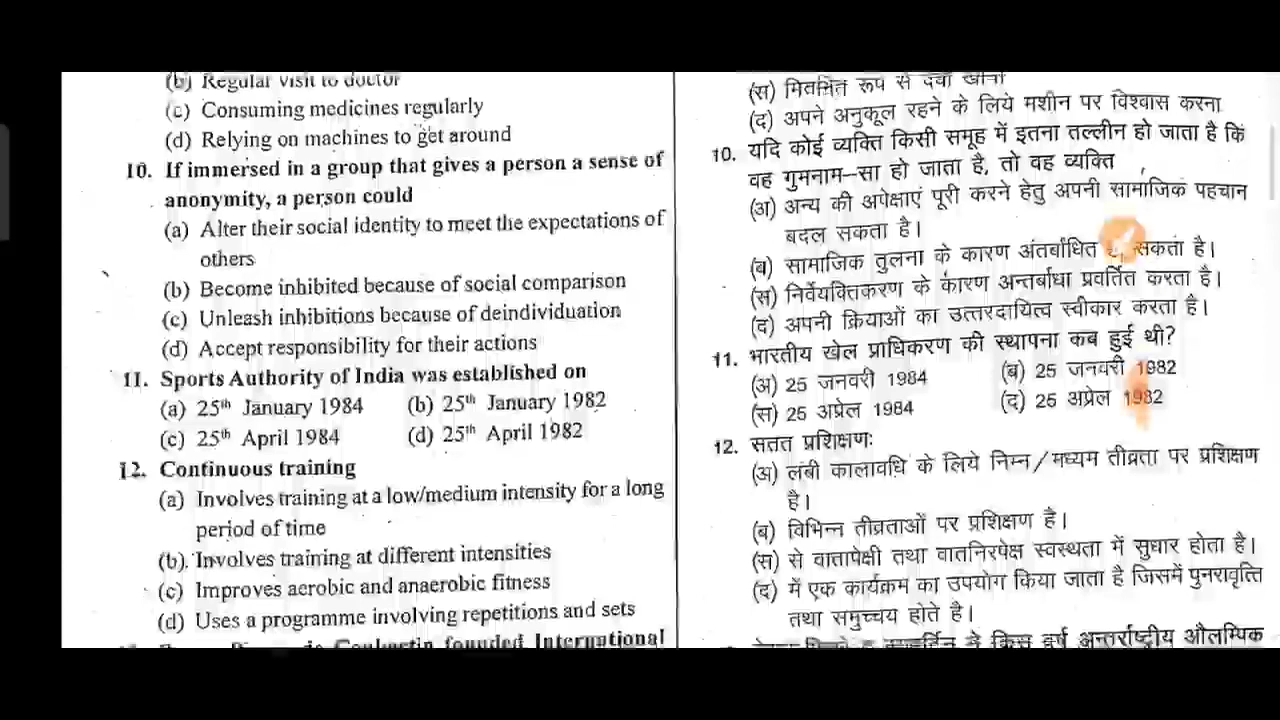 (b) Regular visit to doctor
(c) Consuming medicines regularly
(d) Relying on machines to get around
10. If immersed in a group that gives a person a sense of
anonymity, a person could
(a) Alter their social identity to meet the expectations of
others
(b) Become inhibited because of social comparison
(c) Unleash inhibitions because of deindividuation
(d) Accept responsibility for their actions
11. Sports Authority of India was established on
(a) 25th January 1984 (b) 25th January 1982
(c) 25th April 1984 (d) 25th April 1982
12. Continuous training
(a) Involves training at a low/medium intensity for a long
period of time
(b) Involves training at different intensities
(c) Improves aerobic and anaerobic fitness
(d) Uses a programme involving repetitions and sets
founded International
(स) रूप से दवा खाना
(द) अपने अनुकूल रहने के लिये मशीन पर विश्वास करना
10. यदि कोई व्यक्ति किसी समूह में इतना तल्लीन हो जाता है कि
वह गुमनाम–सा हो जाता है, तो वह व्यक्ति
(अ) अन्य की अपेक्षाएं पूरी करने हेतु अपनी सामाजिक पहचान
बदल सकता है।
(ब) सामाजिक तुलना के कारण अंतर्बाधित सकता है।
(स) निर्वेयक्तिकरण के कारण अन्तर्बाधा प्रवर्तित करता है।
(द) अपनी क्रियाओं का उत्तरदायित्व स्वीकार करता है।
11. भारतीय खेल प्राधिकरण की स्थापना कब हुई थी?
(अ) 25 जनवरी 1984 (ब) 25 जनवरी 1982
(स) 25 अप्रेल 1984 (द) 25 अप्रेल 1982
12. सतत प्रशिक्षणः
(अ) लंबी कालावधि के लिये निम्न/मध्यम तीव्रता पर प्रशिक्षण
है।
(ब) विभिन्न तीव्रताओं पर प्रशिक्षण है।
(स) से वातापेक्षी तथा वातनिरपेक्ष स्वस्थता में सुधार होता है।
(द) में एक कार्यक्रम का उपयोग किया जाता है जिसमें पुनरावृत्ति
तथा समुच्चय होते है।
ने किस वर्ष अन्तर्राष्ट्रीय औलम्पिक